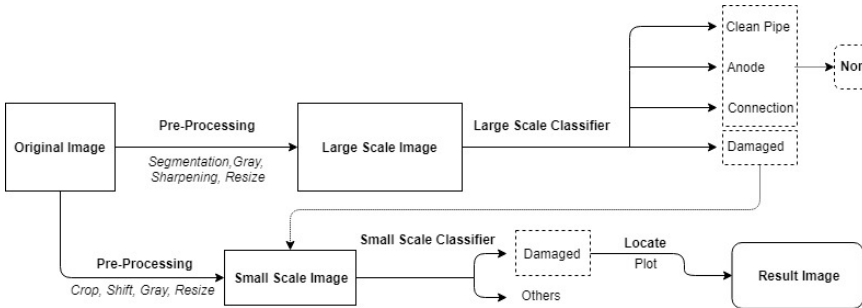 Clean Pipe
Anode
Connection
Damaged
Pre-Processing
Large Scale Classifier
Original Image
Large Scale Image
Segmentation,Gray,
Sharpening, Resize
Small Scale Classifier
Pre-Processing
Small Scale Image
Crop, Shift, Gray, Resize
Damaged
Others
Locate
Plot
Result Image